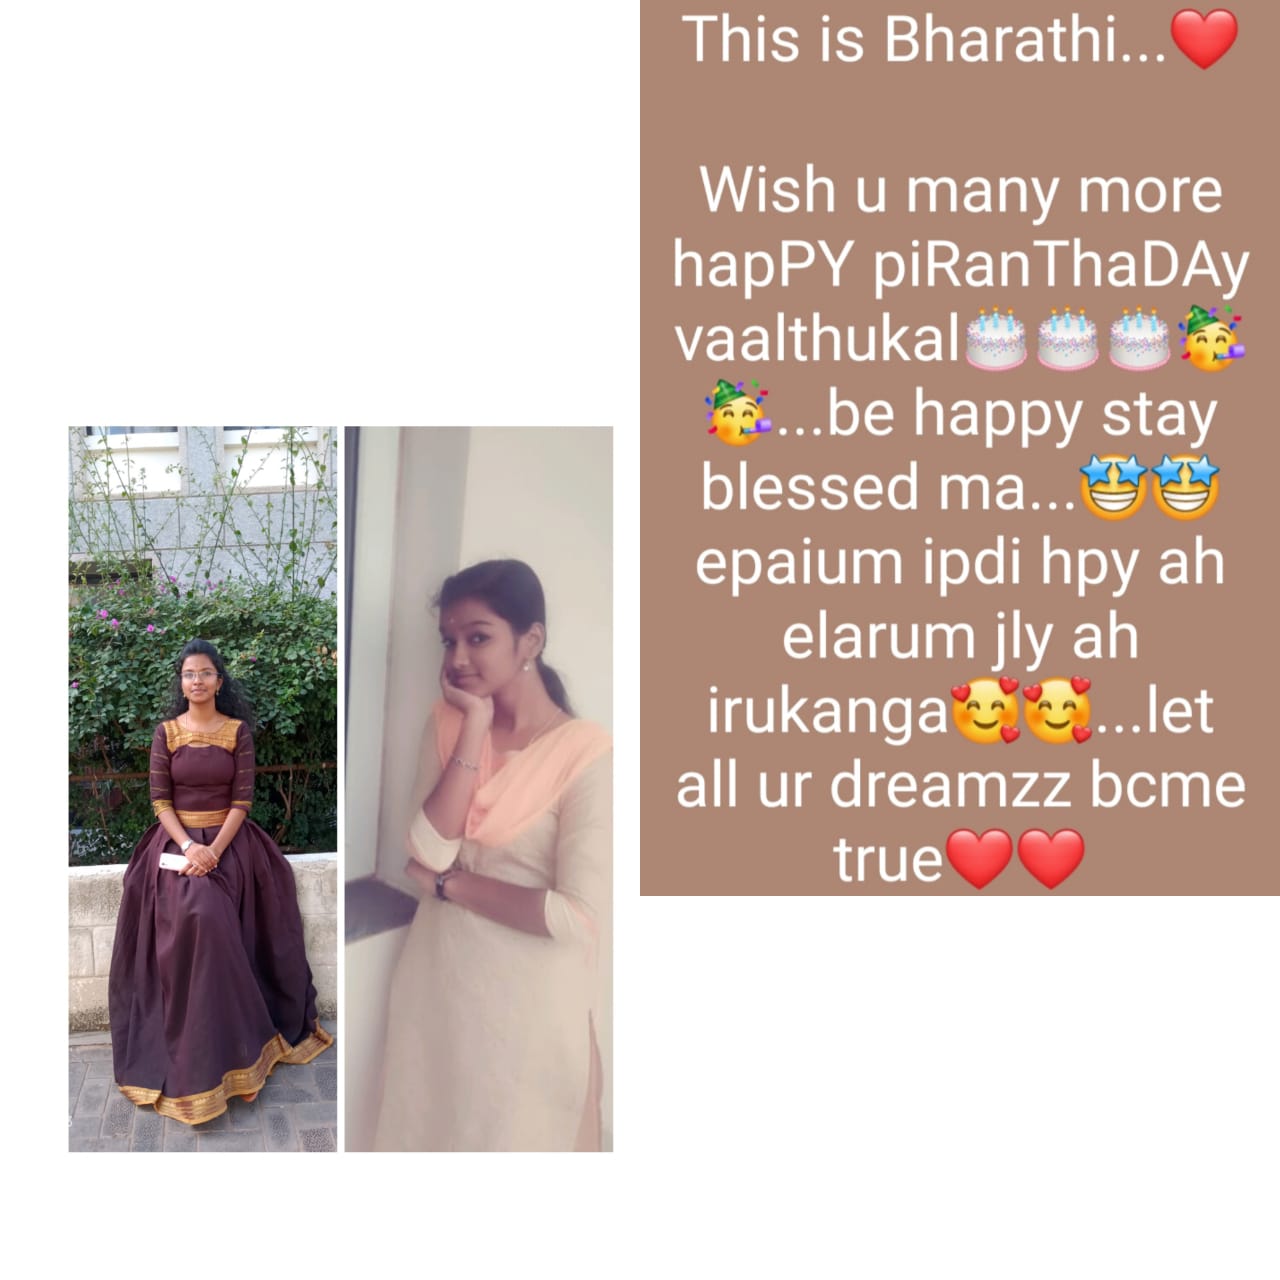 This is Bharathi...❤️
Wish u many more
hapPY piRanThaDAy
vaalthukal🎂🎂🎂🥳
🥳...be happy stay
blessed ma...🤩🤩
epaium ipdi hpy ah
elarum jly ah
irukanga🥰🥰...let
all ur dreamzz bcme
true❤️❤️